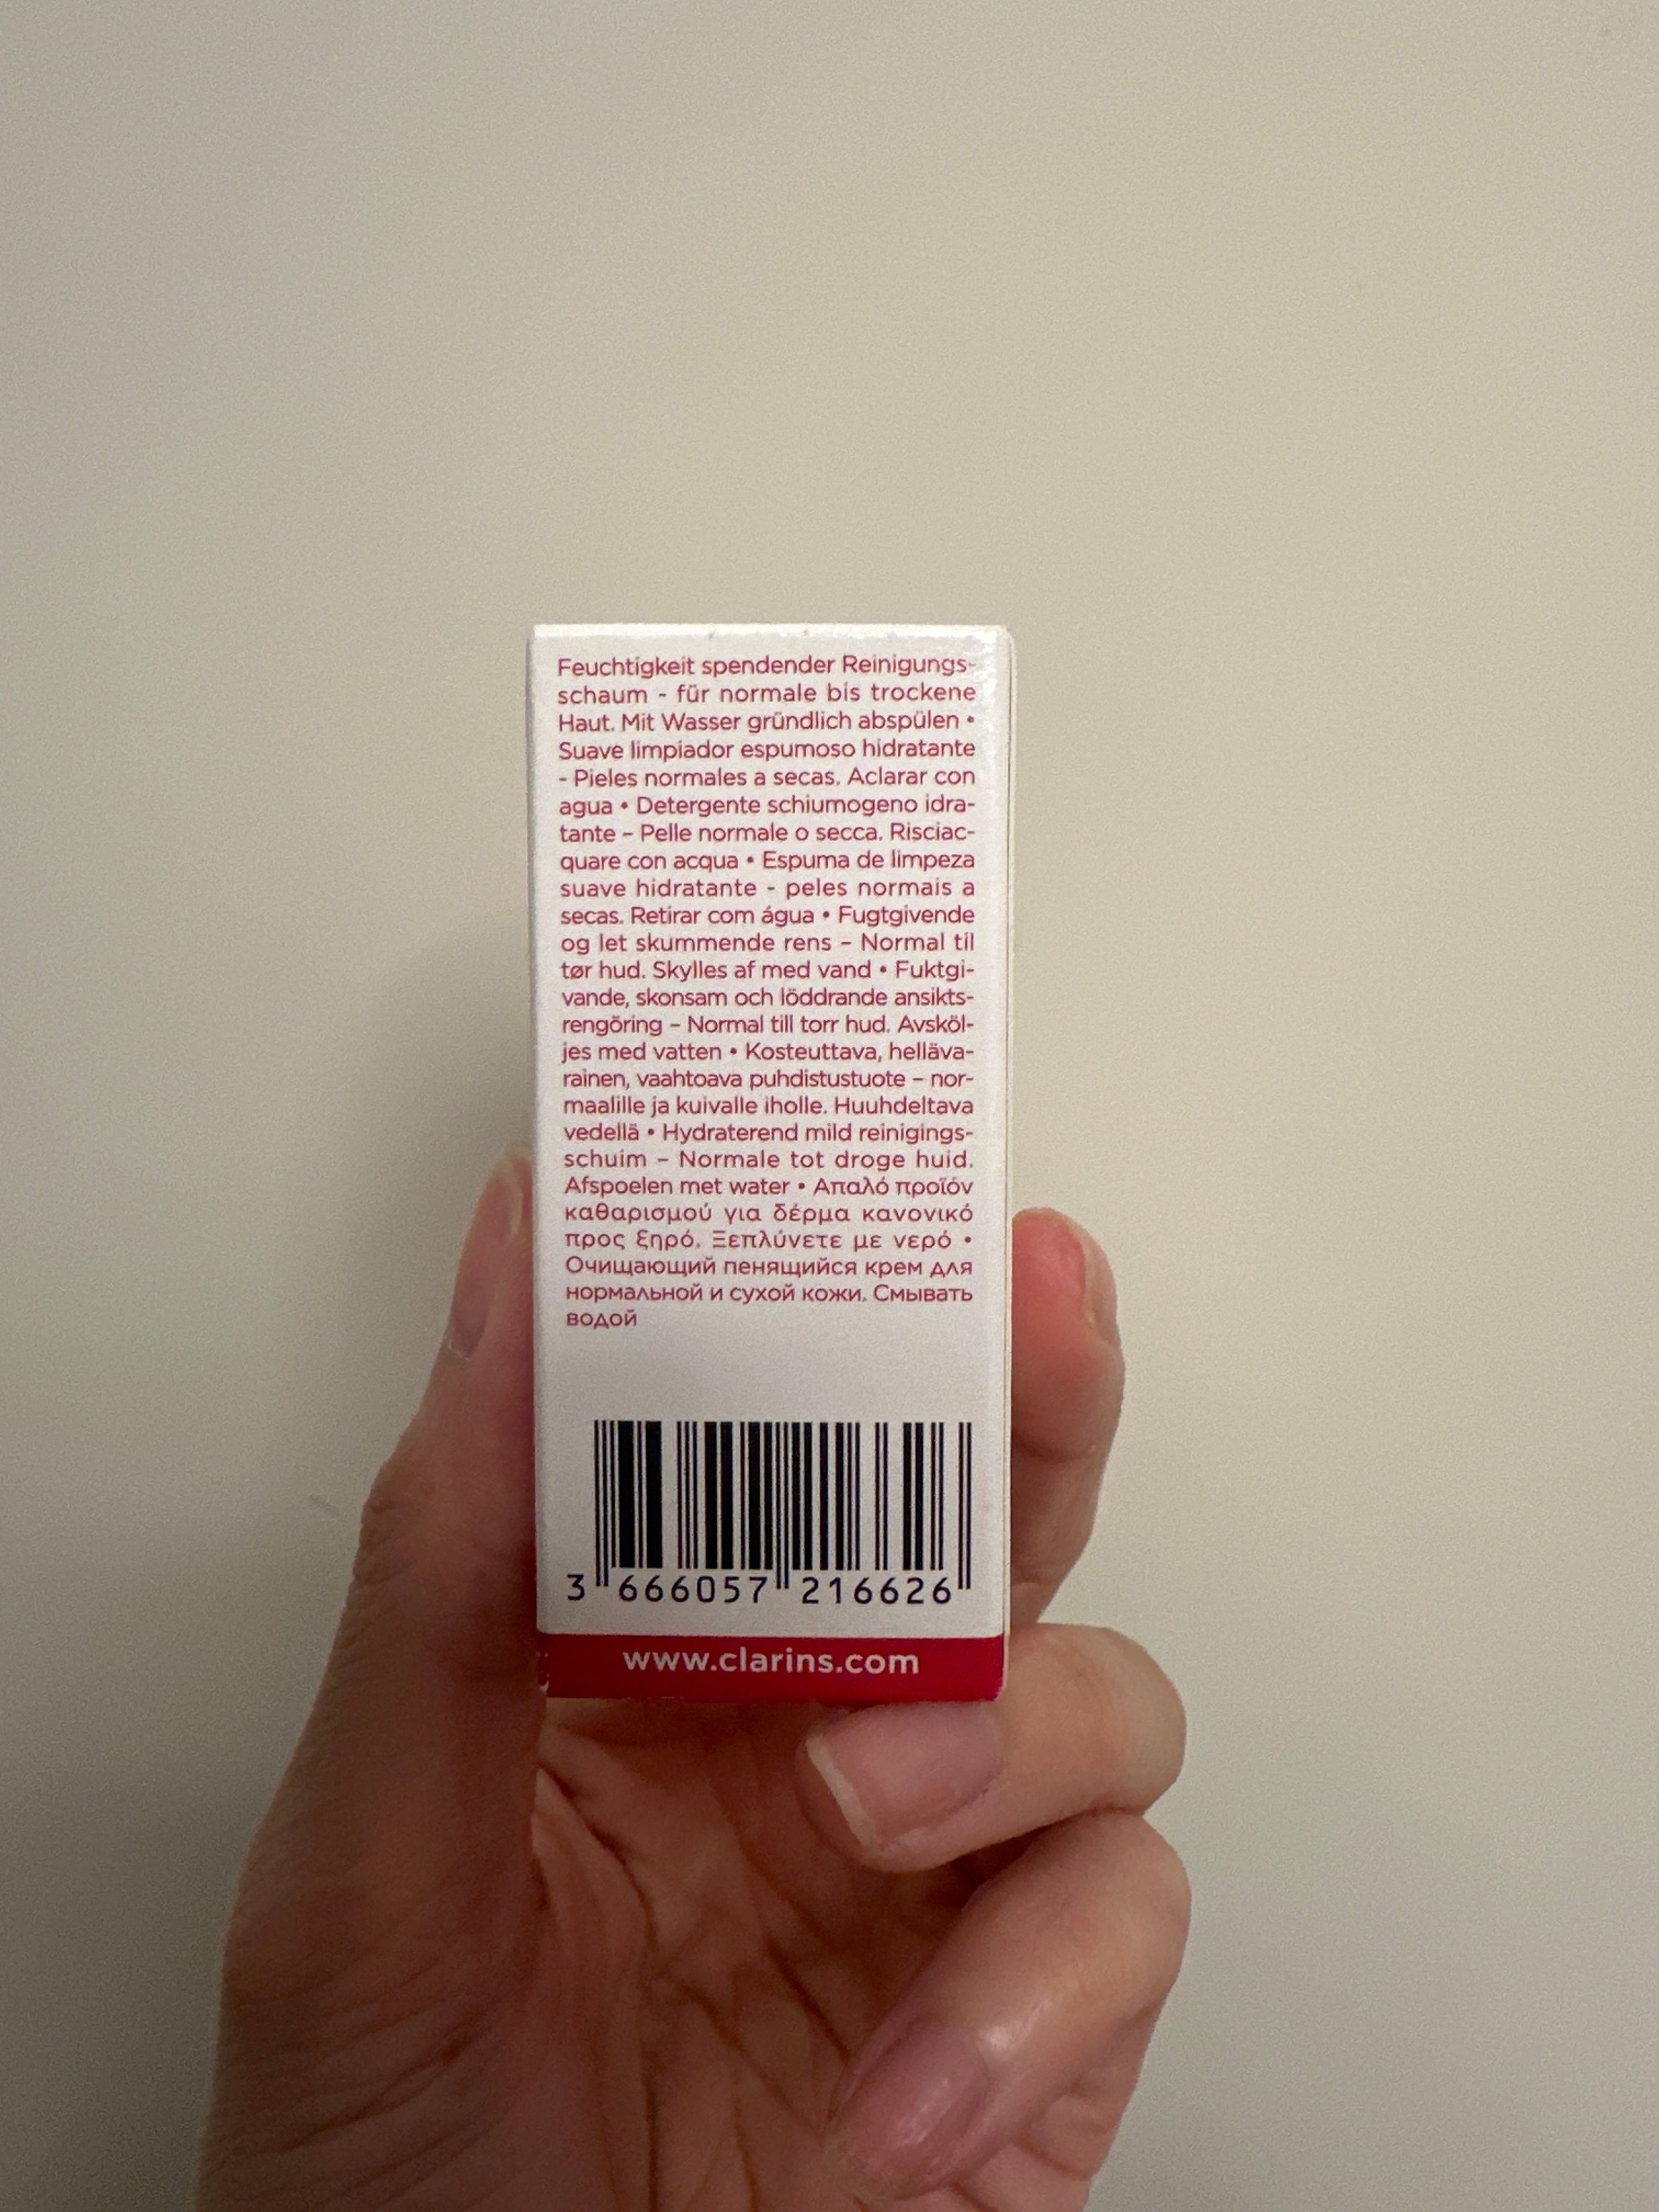 Feuchtigkeit spendender Reinigungs-
schaum - für normale bis trockene
Haut. Mit Wasser gründlich abspülen •
Suave limpiador espumoso hidratante
- Pieles normales a secas. Aclarar con
agua • Detergente schiumogeno idra-
tante – Pelle normale o secca. Risciac-
quare con acqua • Espuma de limpeza
suave hidratante - peles normais a
secas. Retirar com água • Fugtgivende
og let skummende rens – Normal til
tør hud. Skylles af med vand • Fuktgi-
vande, skonsam och löddrande ansikts-
rengöring – Normal till torr hud. Avsköl-
jes med vatten • Kosteuttava, helläva-
rainen, vaahtoava puhdistustuote – nor-
maalille ja kuivalle iholle. Huuhdeltava
vedellä • Hydraterend mild reinigings-
schuim – Normale tot droge huid.
Afspoelen met water • Απαλό προϊόν
καθαρισμού για δέρμα κανονικό
προς ξηρό. Ξεπλύνετε με νερό •
Очищающий пенящийся крем для
нормальной и сухой кожи. Смывать
водой
3 666057 216626
www.clarins.com